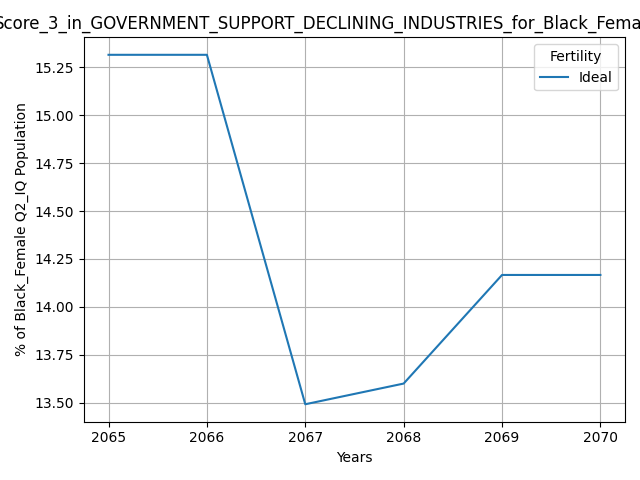 Score_3_in_GOVERNMENT_SUPPORT_DECLINING_INDUSTRIES_for_Black_Fema
Fertility
Ideal
% of Black_Female Q2_IQ Population
15.25
15.00
14.75
14.50
14.25
14.00
13.75
13.50
2065 2066 2067 2068 2069 2070
Years